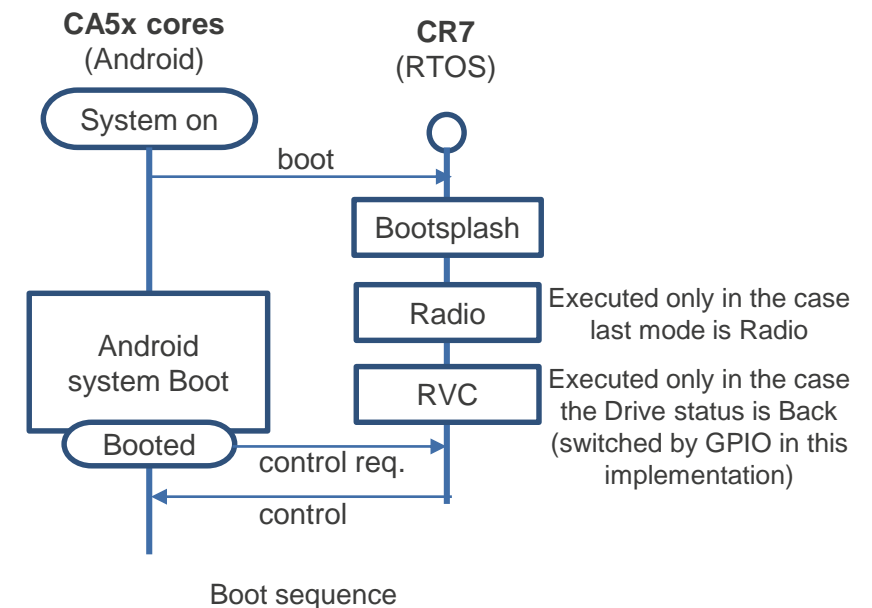 CA5x cores
(Android)
CR7
(RTOS)
System on
boot
Bootsplash
Radio
Executed only in the case
last mode is Radio
Android
system Boot
RVC
Executed only in the case
the Drive status is Back
(switched by GPIO in this
implementation)
Booted
control req.
control
Boot sequence